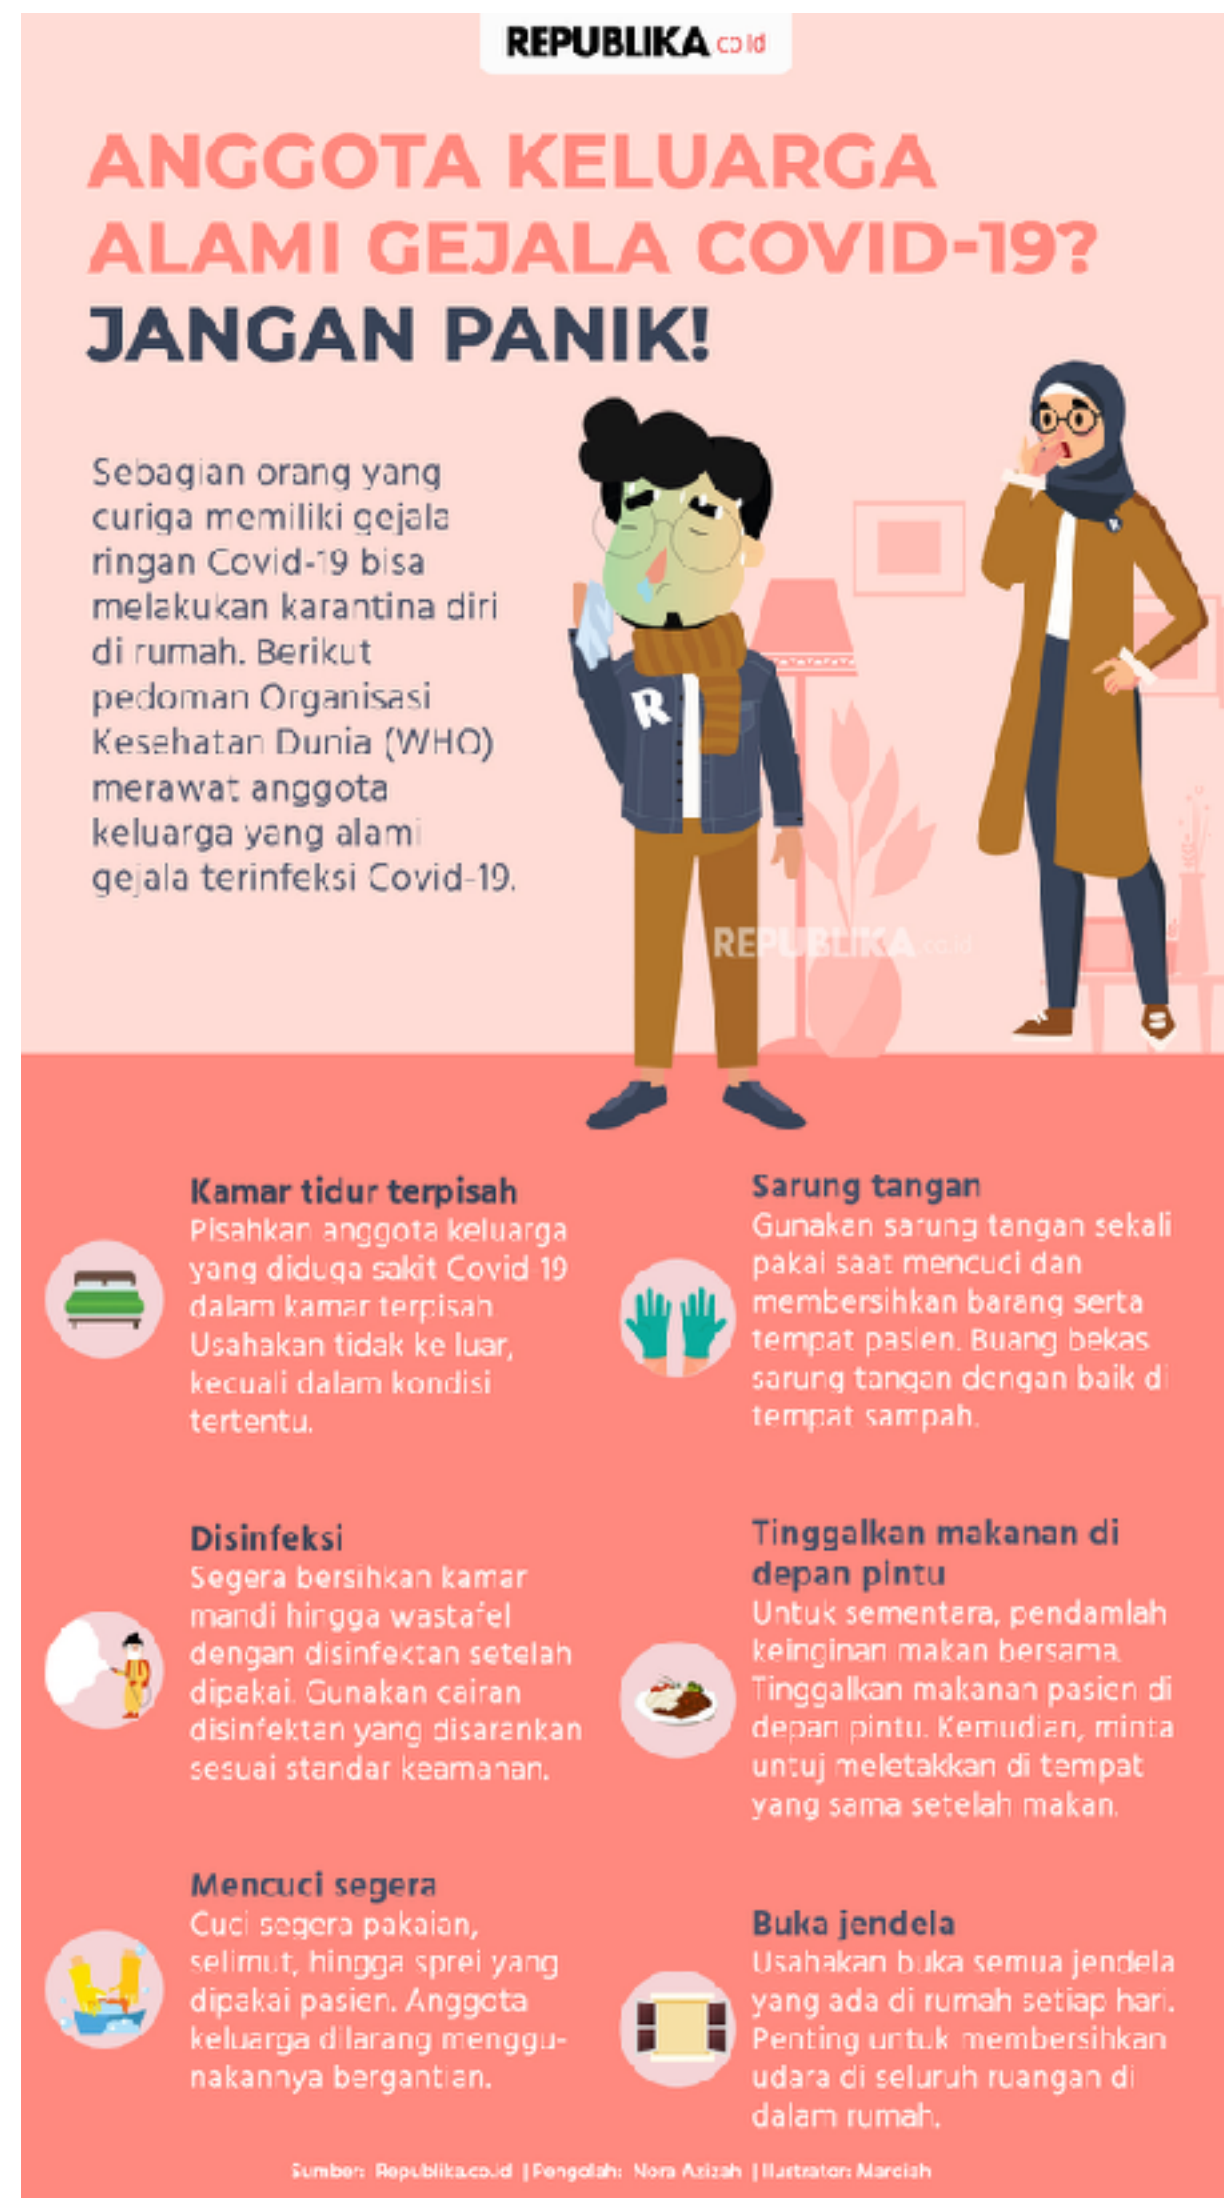 REPUBLIKA.co.id
ANGGOTA KELUARGA
ALAMI GEJALA COVID-19?
JANGAN PANIK!
Sebagian orang yang
curiga memiliki gejala
ringan Covid-19 bisa
melakukan karantina diri
di rumah. Berikut
pedoman Organisasi
Kesehatan Dunia (WHO)
merawat anggota
keluarga yang alami
gejala terinfeksi Covid-19.
R
REPUBLIKA.co.id
Kamar tidur terpisah
Pisahkan anggota keluarga
yang diduga sakit Covid 19
dalam kamar terpisah
Usahakan tidak ke luar,
kecuali dalam kondisi
tertentu.
Disinfeksi
Segera bersihkan kamar
mandi hingga wastafel
dengan disinfektan setelah
dipakai. Gunakan cairan
disinfektan yang disarankan
sesuai standar keamanan.
Mencuci segera
Cuci segera pakaian,
selimut, hingga sprei yang
dipakai pasien. Anggota
keluarga dilarang menggu-
nakannya bergantian.
Sarung tangan
Gunakan sarung tangan sekali
pakai saat mencuci dan
membersihkan barang serta
tempat pasien. Buang bekas
sarung tangan dengan baik di
tempat sampah.
Tinggalkan makanan di
depan pintu
Untuk sementara, pendamlah
keinginan makan bersama.
Tinggalkan makanan pasien di
depan pintu. Kemudian, minta
untuj meletakkan di tempat
yang sama setelah makan.
Buka jendela
Usahakan buka semua jendela
yang ada di rumah setiap hari.
Penting untuk membersihkan
udara di seluruh ruangan di
dalam rumah.
Sumber: Republika.co.id | Pengolah: Nora Azizah | Ilustrator: Mardiah